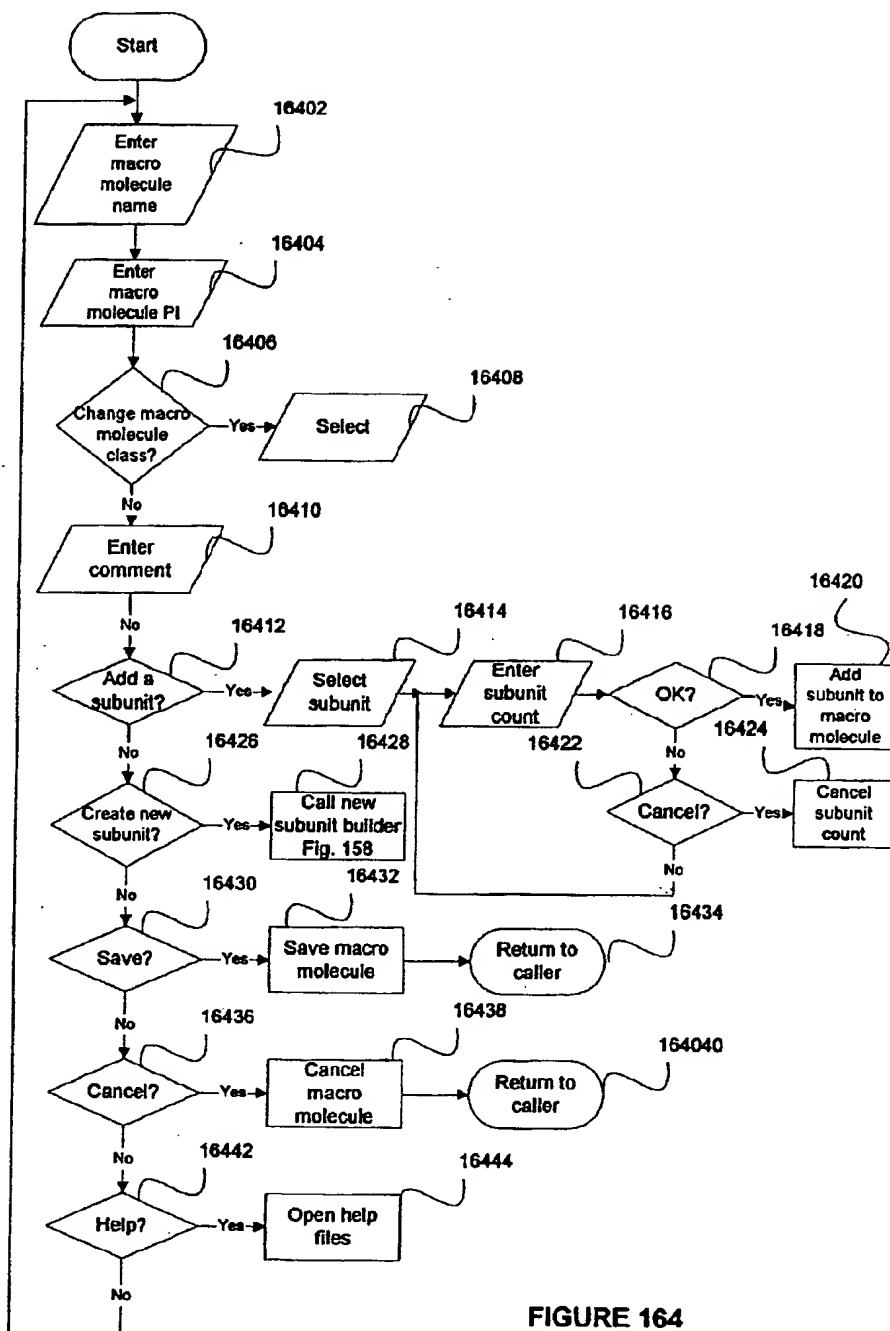 Start
16402
Enter
macro
molecule
name
16404
Enter
macro
molecule PI
16406
Change macro
molecule
class?
Yes
16408
Select
No
16410
Enter
comment
No
16412
Add a
subunit?
Yes
16414
Select
subunit
16416
Enter
subunit
count
16418
OK?
Yes
16420
Add
subunit to
macro
molecule
No
16422
Cancel?
Yes
16424
Cancel
subunit
count
No
No
16426
Create new
subunit?
Yes
16428
Call new
subunit builder
Fig. 158
No
16430
Save?
Yes
16432
Save macro
molecule
16434
Return to
caller
No
16436
Cancel?
Yes
16438
Cancel
macro
molecule
164040
Return to
caller
No
16442
Help?
Yes
16444
Open help
files
No
FIGURE 164